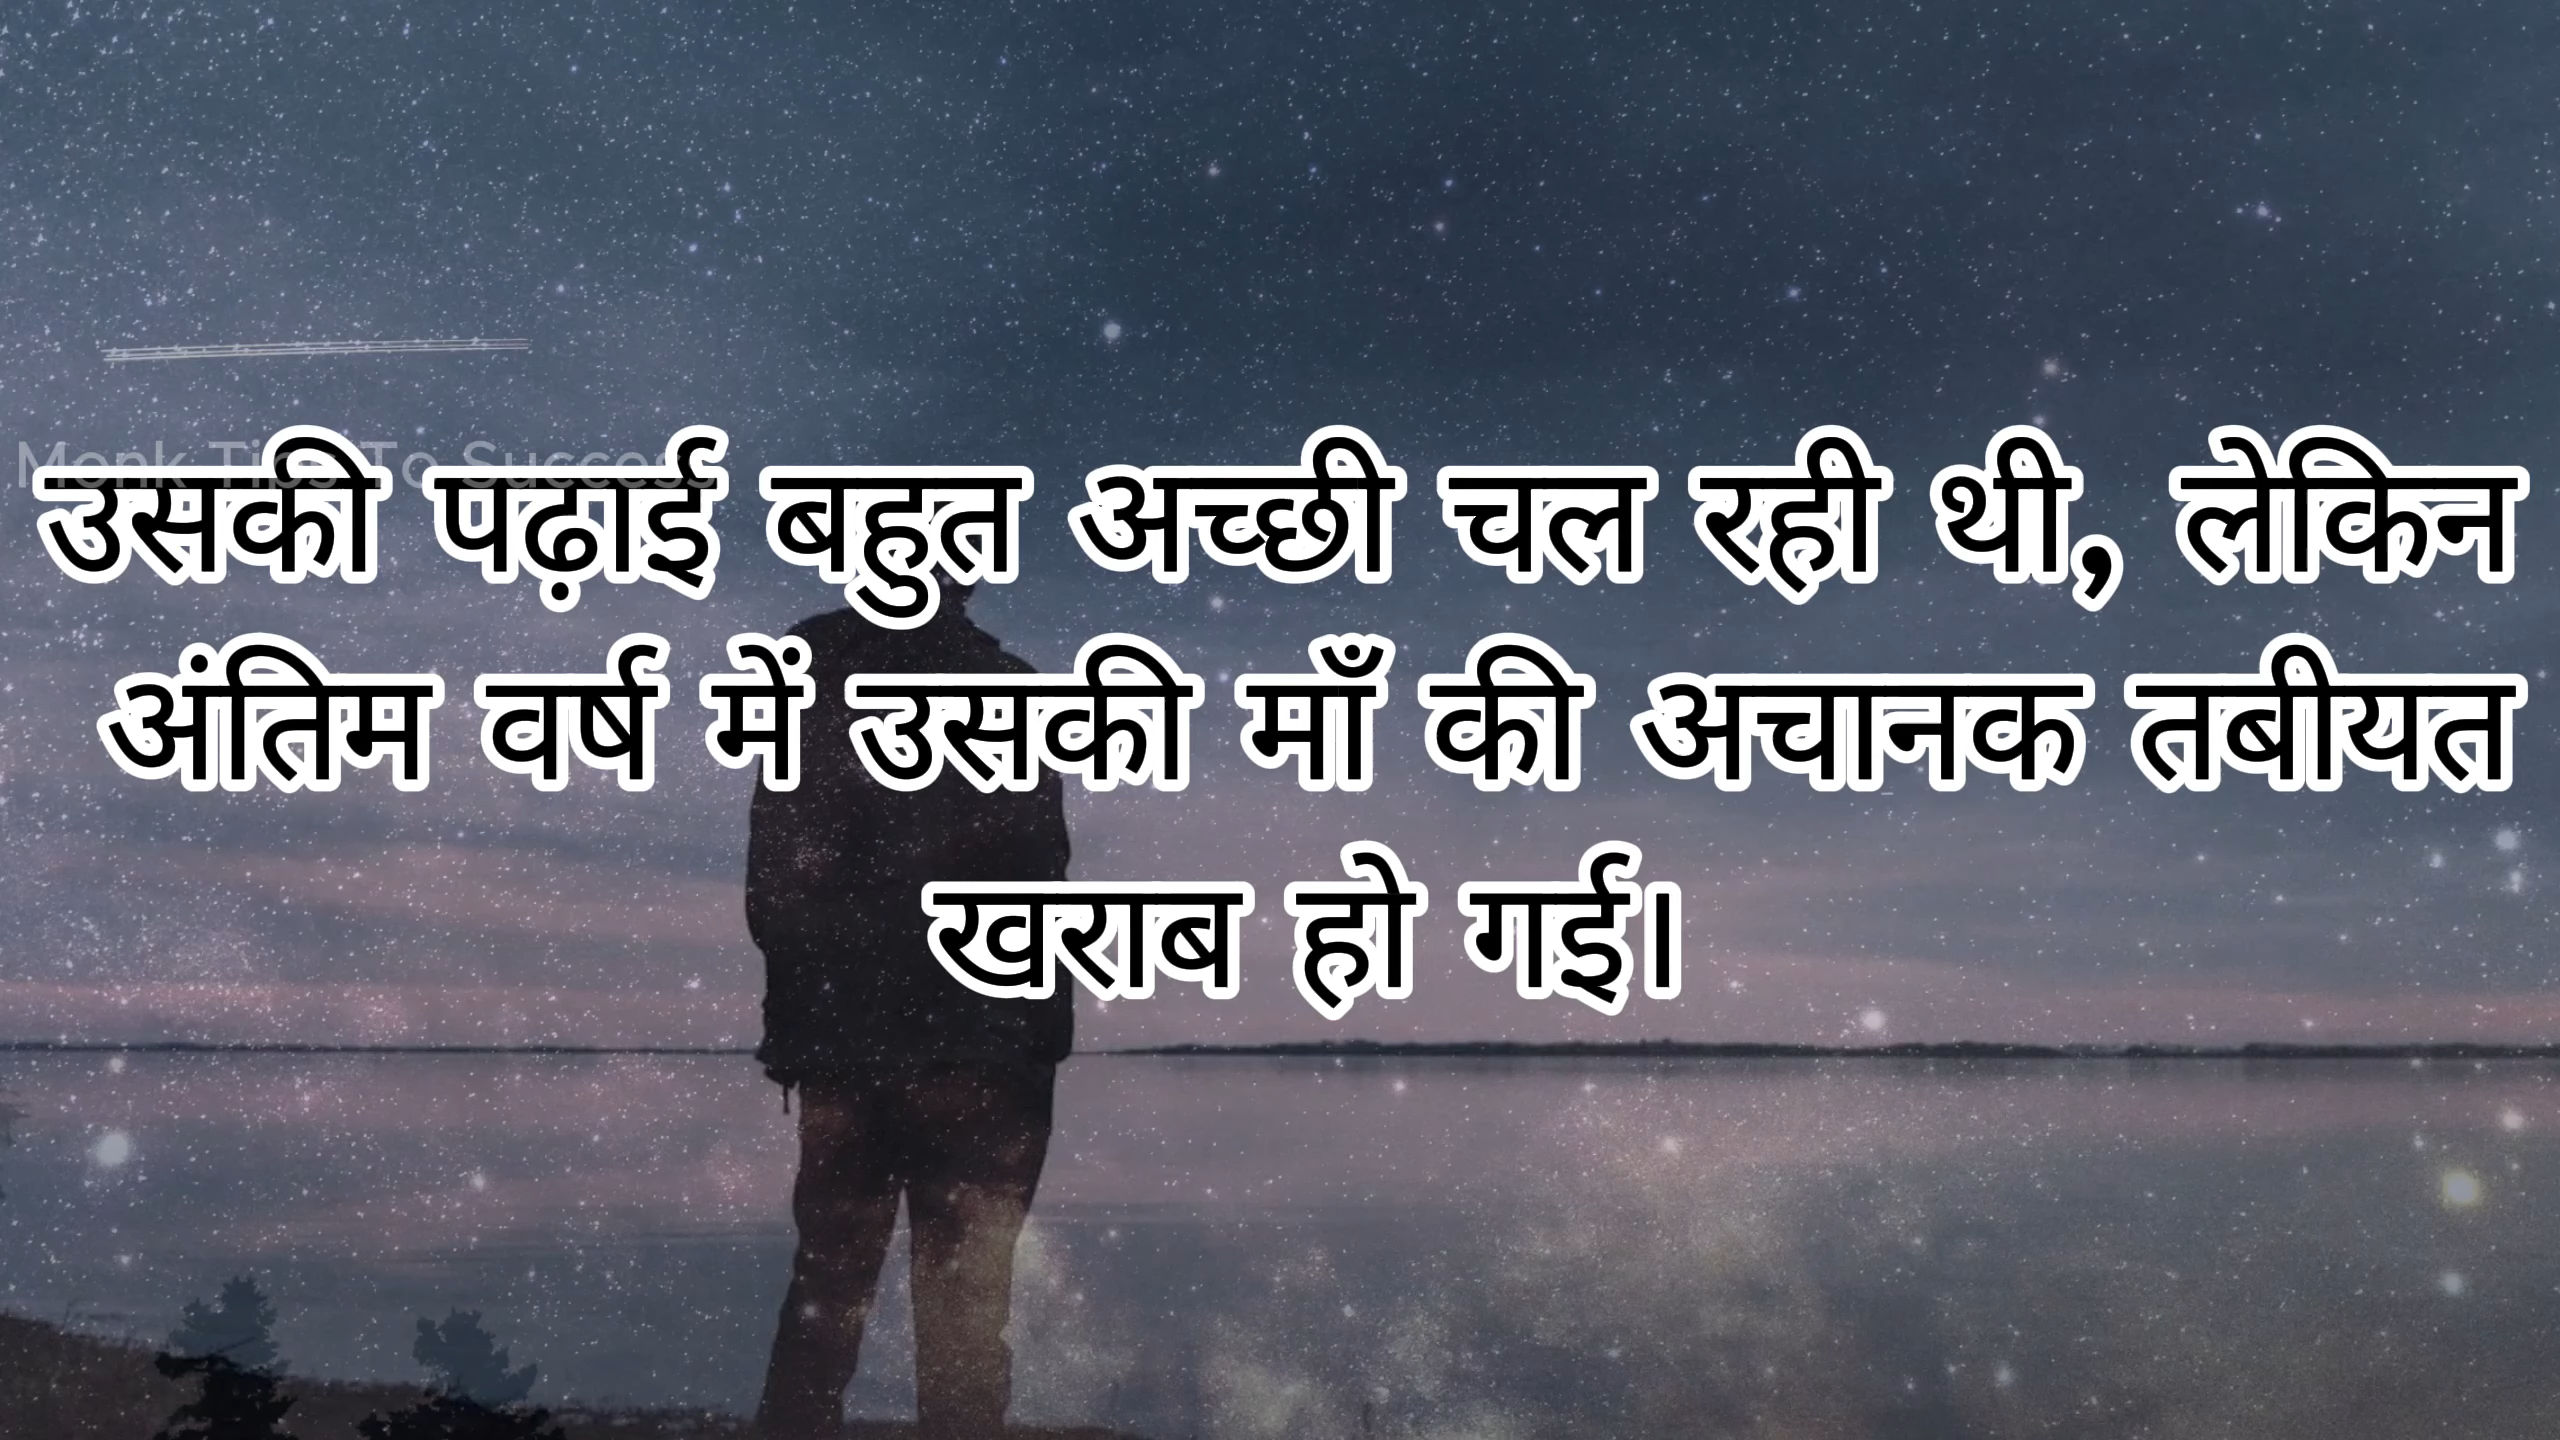 Monk Tips To Success
उसकी पढ़ाई बहुत अच्छी चल रही थी, लेकिन
अंतिम वर्ष में उसकी माँ की अचानक तबीयत
खराब हो गई।